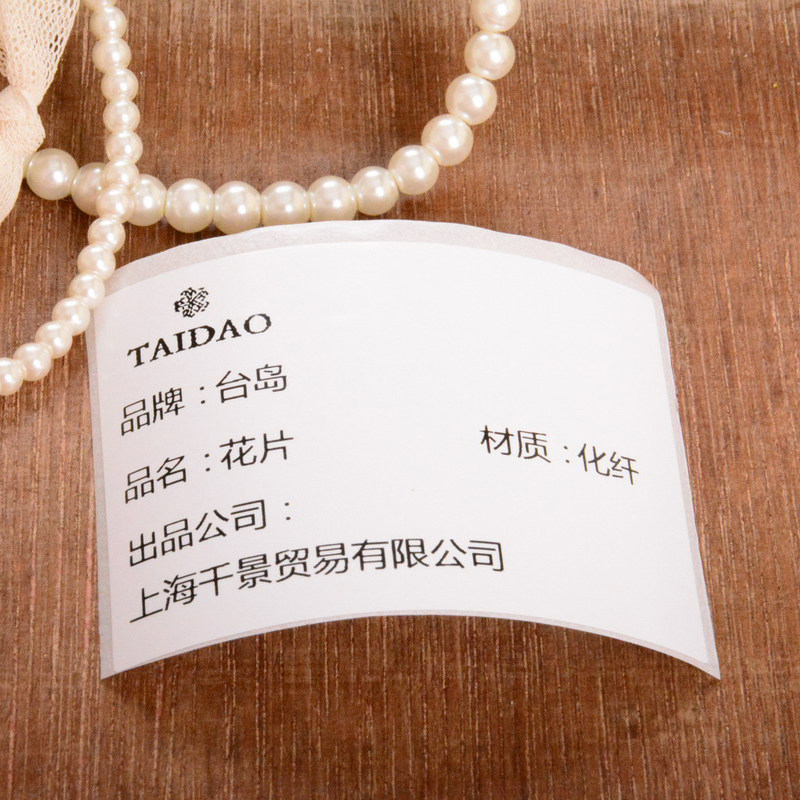 TAIDAO
品牌：台岛
品名：花片
材质：化纤
出品公司：
上海千景贸易有限公司